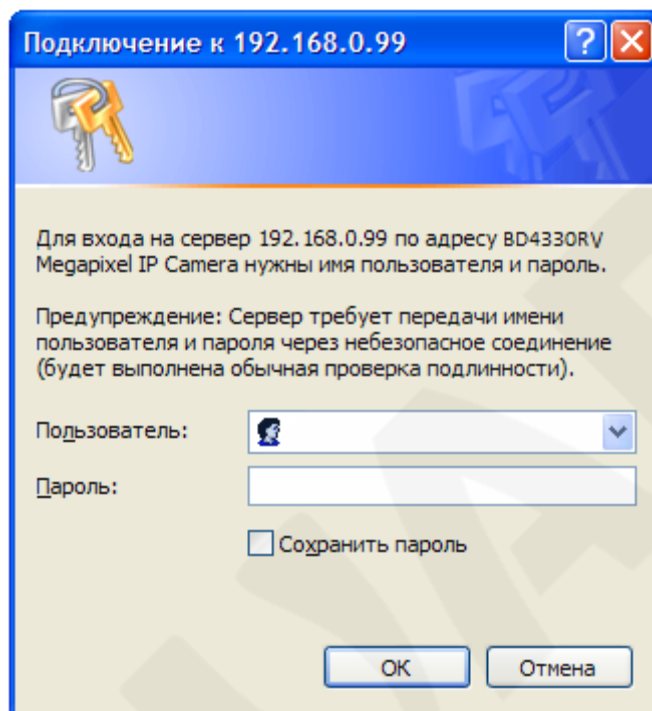 Подключение к 192.168.0.99
Для входа на сервер 192.168.0.99 по адресу BD4330RV
Megapixel IP Camera нужны имя пользователя и пароль.
Предупреждение: Сервер требует передачи имени
пользователя и пароля через небезопасное соединение
(будет выполнена обычная проверка подлинности).
Пользователь:
Пароль:
Сохранить пароль
ОК
Отмена